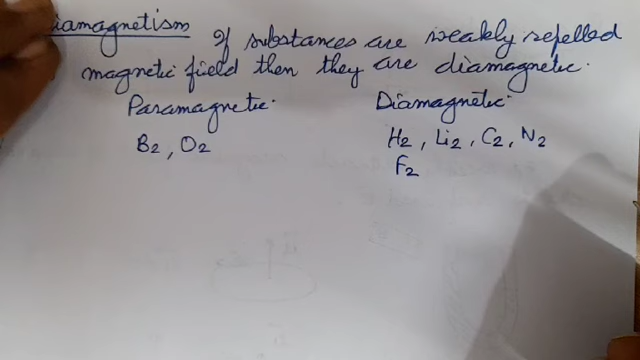 iamagnetism If substances are weakly repelled
magnetic field then they are diamagnetic.
Paramagnetic. Diamagnetic.
B2, O2 H2, Li2, C2, N2
F2